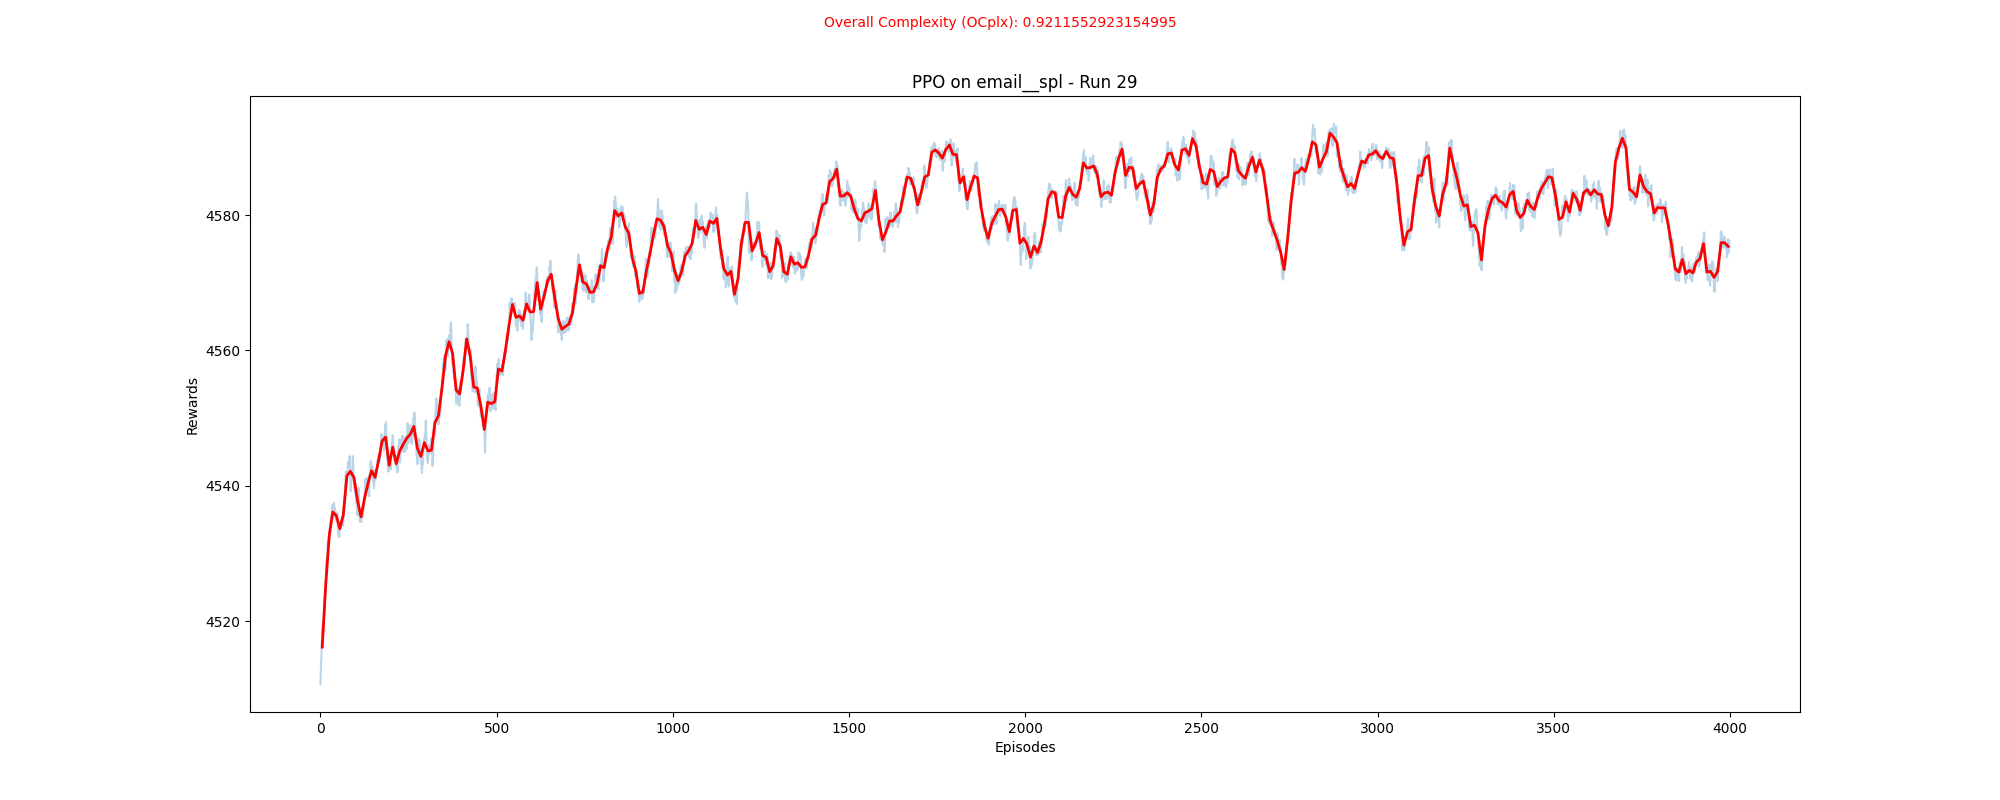 Overall Complexity (OCplx): 0.9211552923154995
PPO on email__spl - Run 29
Rewards
4580
4560
4540
4520
0 500 1000 1500 2000 2500 3000 3500 4000
Episodes